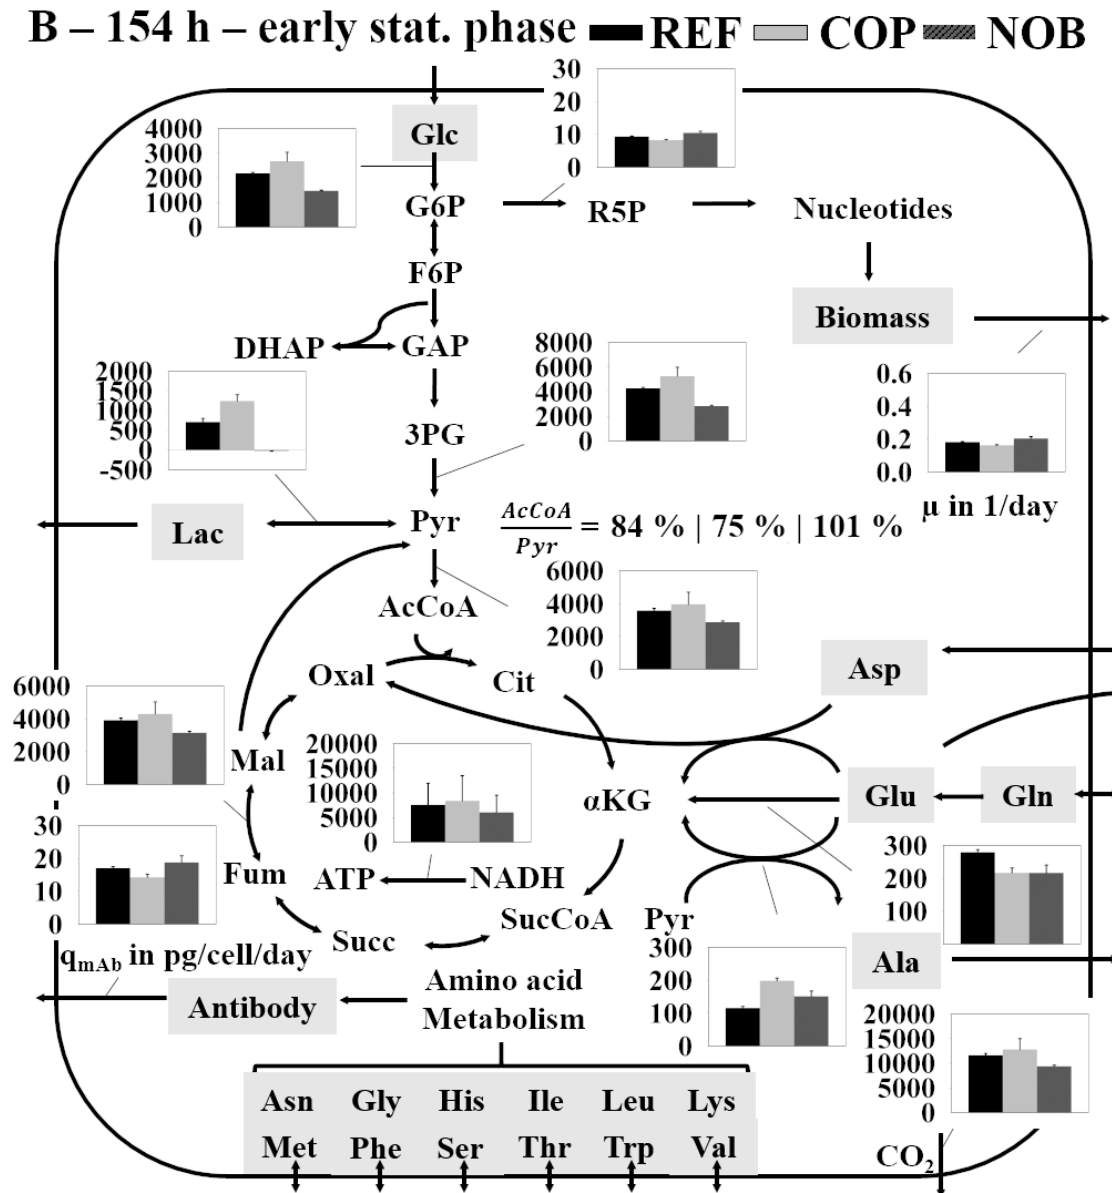 B – 154 h – early stat. phase REF COP NOB
30
20
10
0
4000
3000
2000
1000
0
Glc
G6P
R5P
Nucleotides
F6P
Biomass
DHAP
GAP
8000
6000
4000
2000
0
0.6
0.4
0.2
0.0
µ in 1/day
2000
1500
1000
500
0
-500
3PG
Lac
Pyr
AcCoA/Pyr = 84 % | 75 % | 101 %
6000
4000
2000
0
AcCoA
Oxal
Cit
Asp
6000
4000
2000
0
Mal
20000
15000
10000
5000
0
αKG
Glu
Gln
30
20
10
0
Fum
ATP
NADH
300
200
100
SucCoA
Pyr
Succ
qmAb in pg/cell/day
300
200
100
0
Ala
Antibody
Amino acid
Metabolism
20000
15000
10000
5000
0
Asn Gly His Ile Leu Lys
Met Phe Ser Thr Trp Val
CO₂